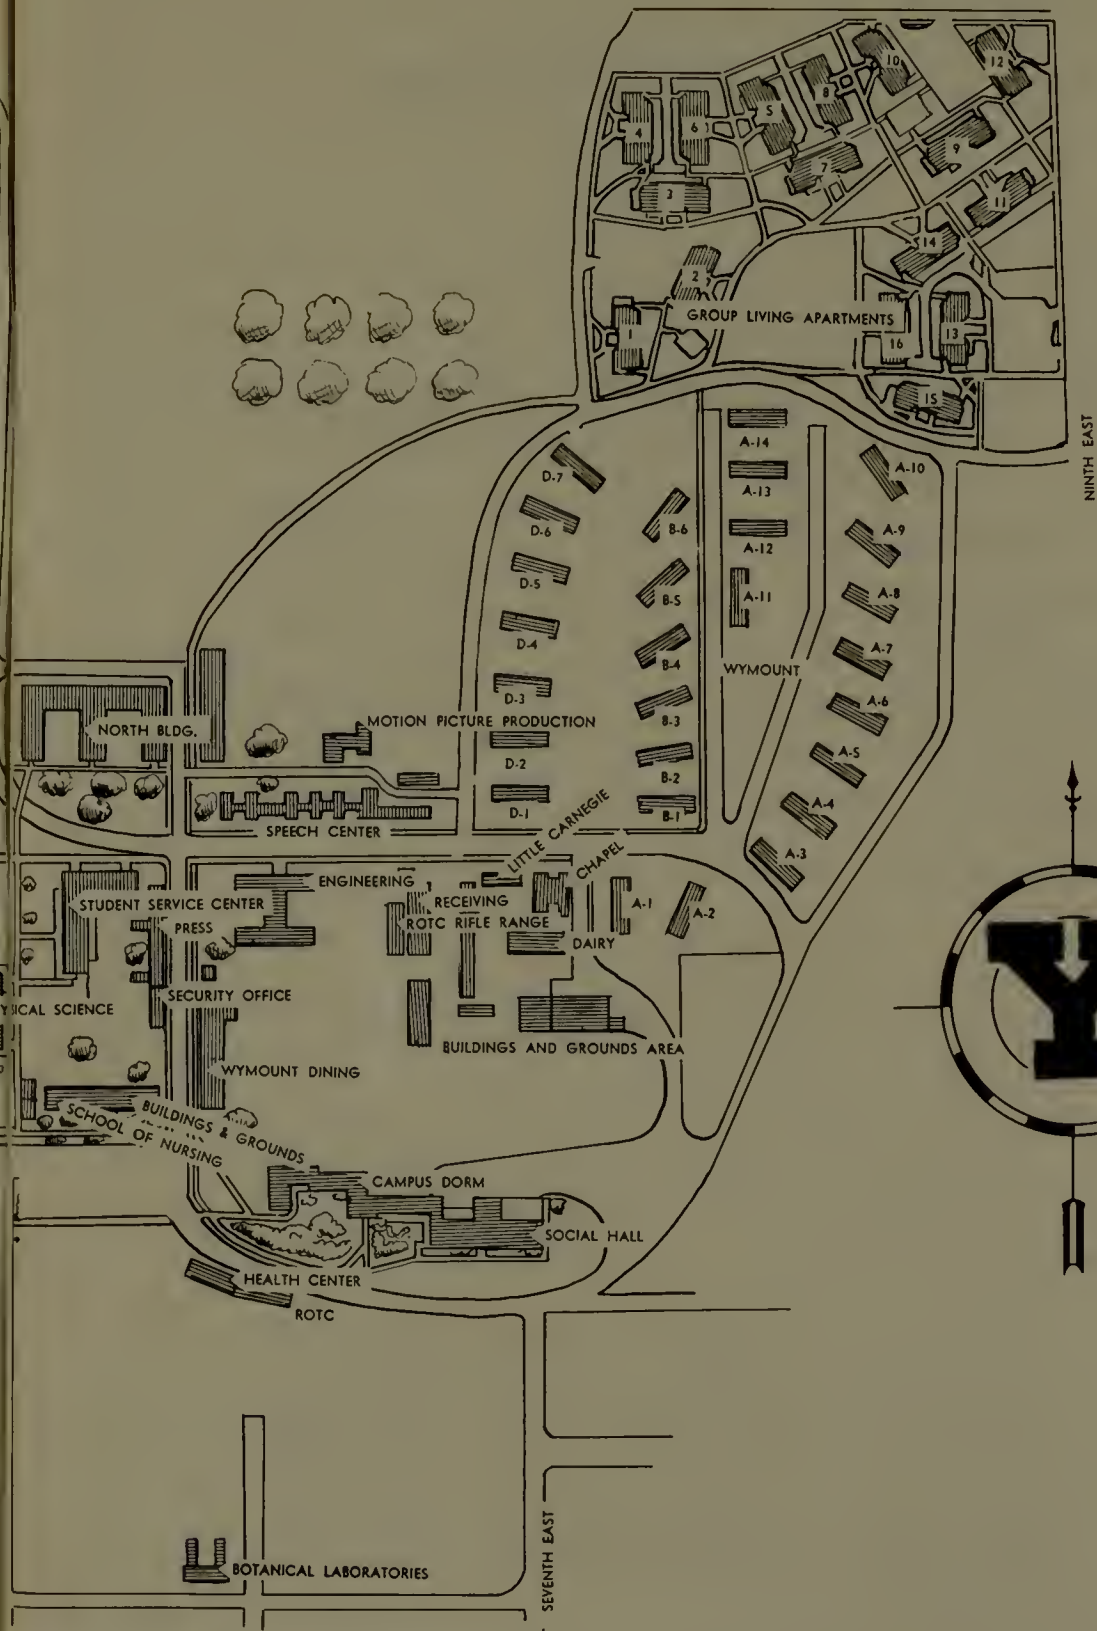 10
12
8
5
4
6
9
7
3
11
14
2
GROUP LIVING APARTMENTS
1
16
13
15
NINTH EAST
A-14
A-10
D-7
A-13
D-6
B-6
A-12
A-9
D-5
B-5
A-11
A-8
D-4
B-4
A-7
WYMOUNT
D-3
B-3
A-6
MOTION PICTURE PRODUCTION
NORTH BLDG.
D-2
B-2
A-5
D-1
B-1
A-4
SPEECH CENTER
LITTLE CARNEGIE
CHAPEL
A-3
ENGINEERING
STUDENT SERVICE CENTER
RECEIVING
A-1
A-2
PRESS
ROTC RIFLE RANGE
DAIRY
SECURITY OFFICE
YSICAL SCIENCE
Y
BUILDINGS AND GROUNDS AREA
WYMOUNT DINING
BUILDINGS & GROUNDS
SCHOOL OF NURSING
CAMPUS DORM
SOCIAL HALL
HEALTH CENTER
ROTC
SEVENTH EAST
BOTANICAL LABORATORIES